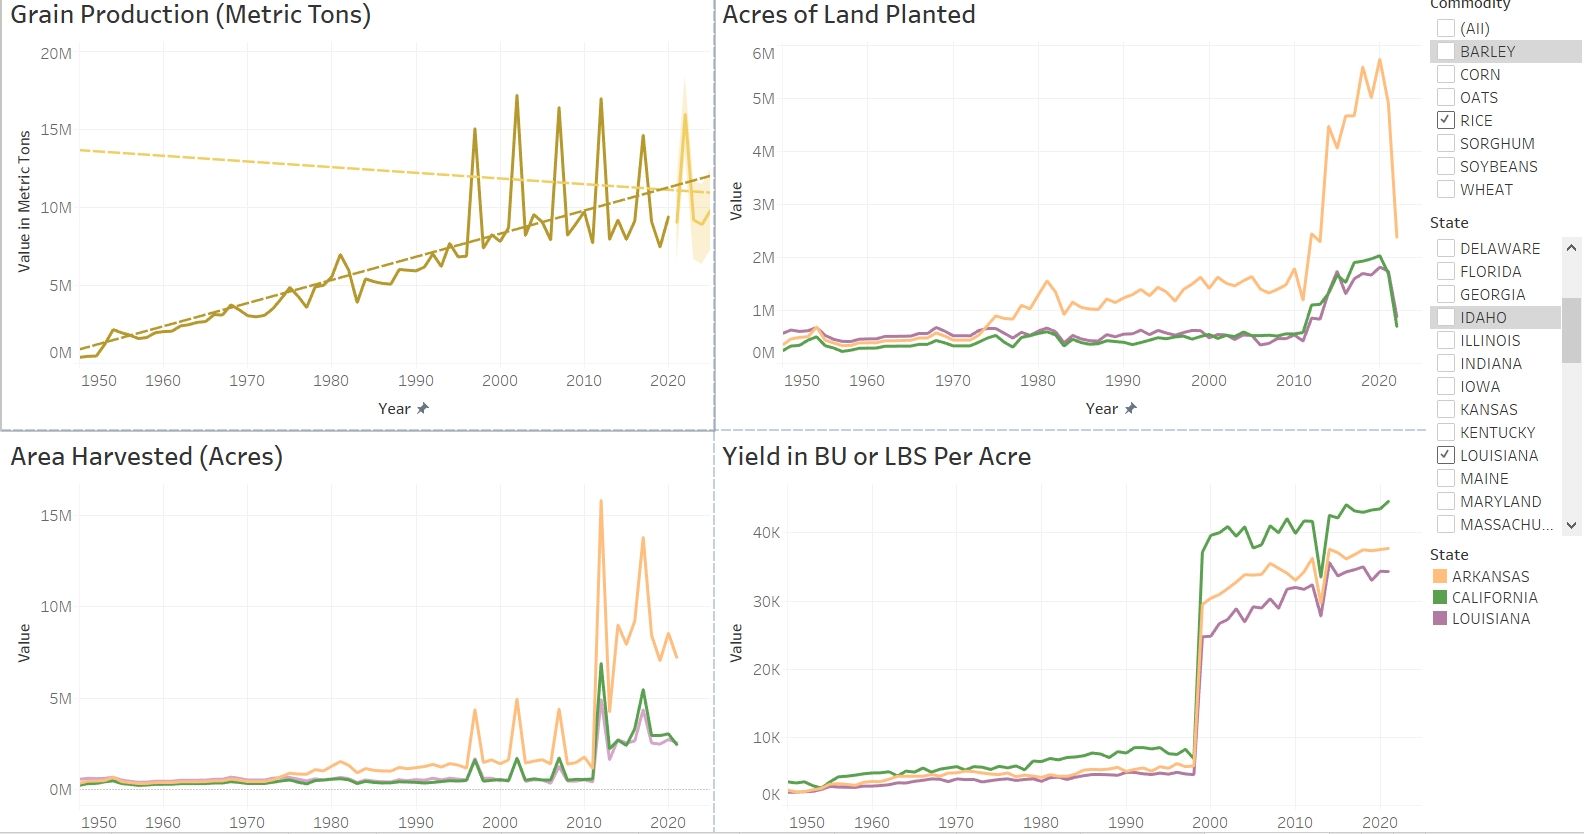 Grain Production (Metric Tons)
20M
15M
10M
5M
0M
Value in Metric Tons
1950 1960 1970 1980 1990 2000 2010 2020
Year
Acres of Land Planted
6M
5M
4M
3M
2M
1M
0M
Value
1950 1960 1970 1980 1990 2000 2010 2020
Year
Area Harvested (Acres)
15M
10M
5M
0M
Value
1950 1960 1970 1980 1990 2000 2010 2020
Yield in BU or LBS Per Acre
40K
30K
20K
10K
0K
Value
1950 1960 1970 1980 1990 2000 2010 2020
Commodity
(All)
BARLEY
CORN
OATS
RICE
SORGHUM
SOYBEANS
WHEAT
State
DELAWARE
FLORIDA
GEORGIA
IDAHO
ILLINOIS
INDIANA
IOWA
KANSAS
KENTUCKY
LOUISIANA
MAINE
MARYLAND
MASSACHU...
State
ARKANSAS
CALIFORNIA
LOUISIANA